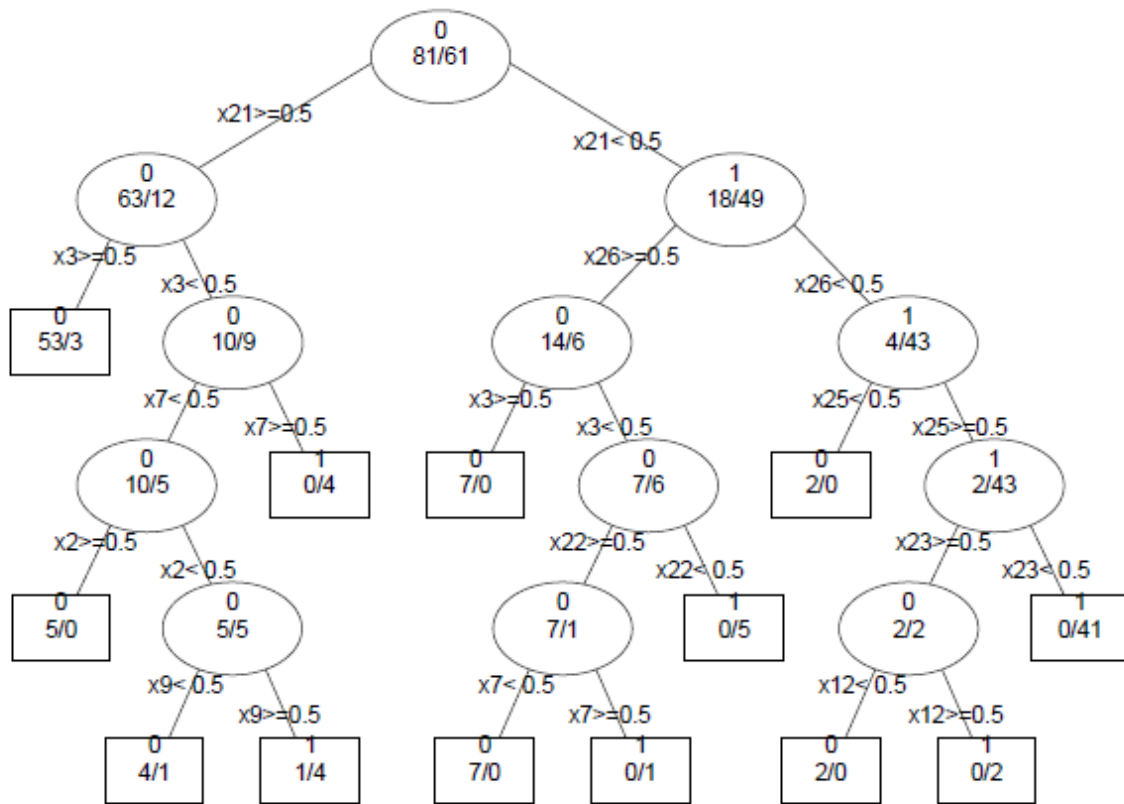 0
81/61
x21>=0.5
x21< 0.5
0
63/12
1
18/49
x3>=0.5
x3< 0.5
x26>=0.5
x26< 0.5
0
53/3
0
10/9
0
14/6
1
4/43
x7< 0.5
x7>=0.5
x3>=0.5
x3< 0.5
x25< 0.5
x25>=0.5
0
10/5
1
0/4
0
7/0
0
7/6
0
2/0
1
2/43
x2>=0.5
x2< 0.5
x22>=0.5
x22< 0.5
x23>=0.5
x23< 0.5
0
5/0
0
5/5
0
7/1
1
0/5
0
2/2
1
0/41
x9< 0.5
x9>=0.5
x7< 0.5
x7>=0.5
x12< 0.5
x12>=0.5
0
4/1
1
1/4
0
7/0
1
0/1
0
2/0
1
0/2